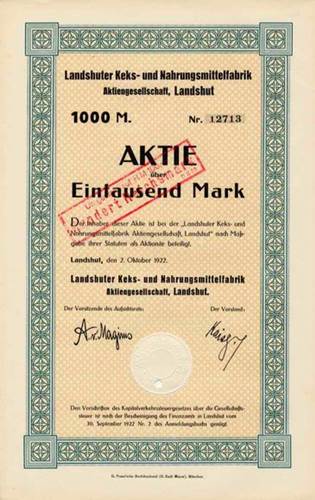 Landshuter Keks- und Nahrungsmittelfabrik
Aktiengesellschaft, Landshut
1000 M. Nr. 12713
AKTIE
über
Eintausend Mark
Der Inhaber dieser Aktie ist bei der „Landshuter Keks- und
Nahrungsmittelfabrik Aktiengesellschaft, Landshut" nach Maß-
gabe ihrer Statuten als Aktionär beteiligt.
Landshut, den 2. Oktober 1922.
Landshuter Keks- und Nahrungsmittelfabrik
Aktiengesellschaft, Landshut.
Der Vorsitzende des Aufsichtsrats: Der Vorstand:
A. v. Magnus
Den Vorschriften des Kapitalverkehrsteuergesetzes über die Gesellschafts-
steuer ist nach der Bescheinigung des Finanzamts in Landshut vom
30. September 1922 Nr. 2 des Anmeldungsbuchs genügt.